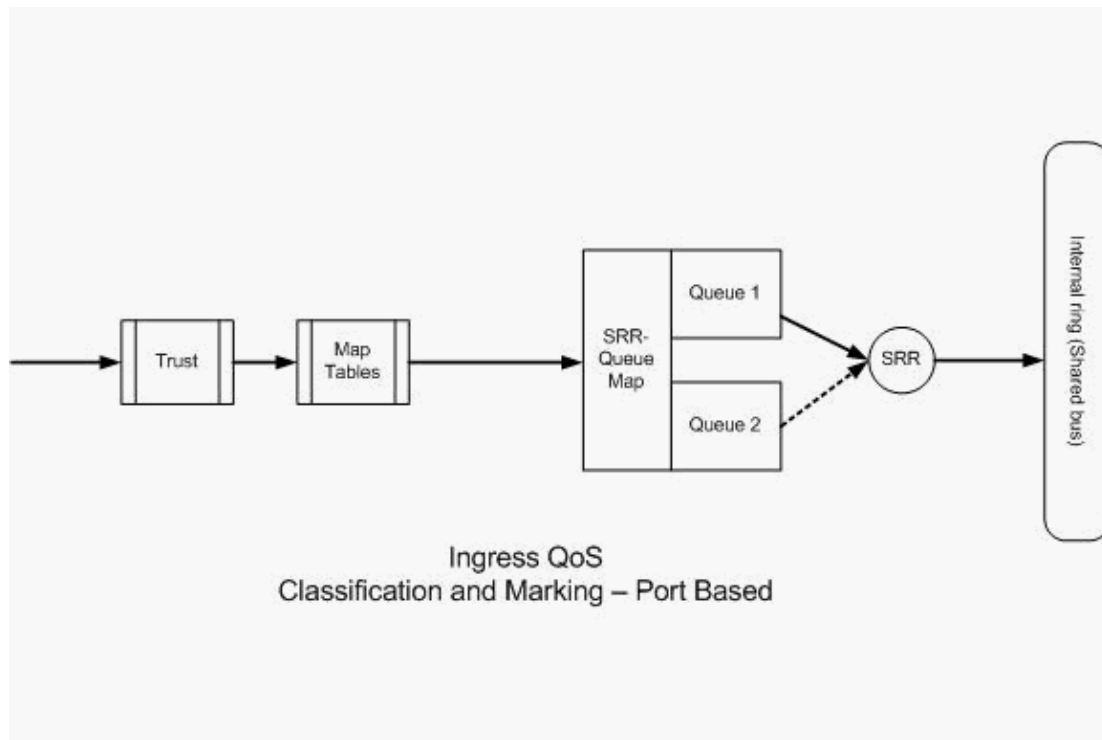 Trust
Map
Tables
SRR-
Queue
Map
Queue 1
Queue 2
SRR
Internal ring (Shared bus)
Ingress QoS
Classification and Marking – Port Based